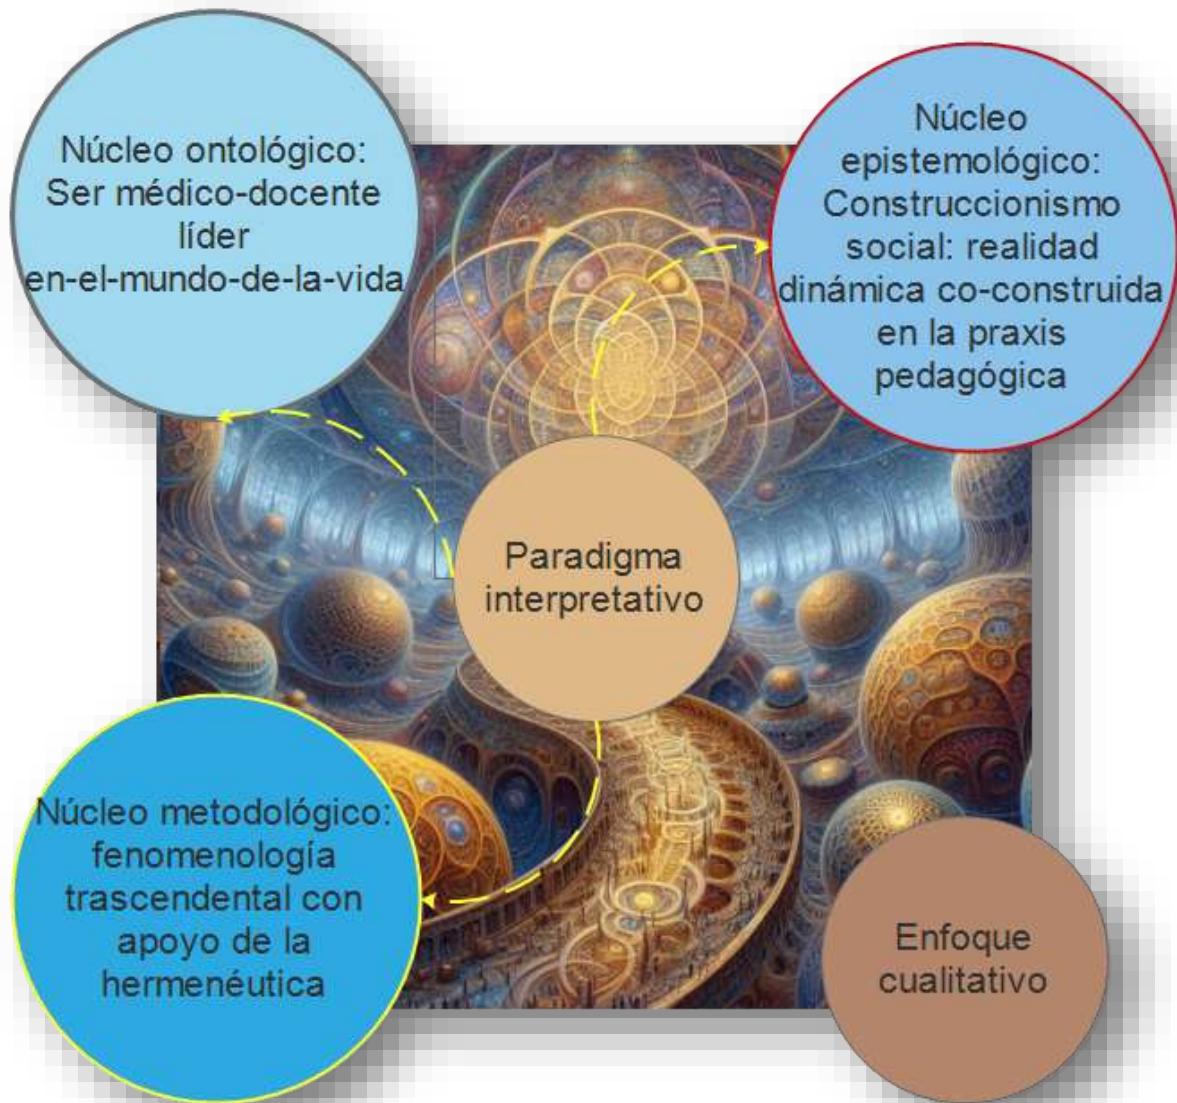 Núcleo ontológico:
Ser médico-docente
líder
en-el-mundo-de-la-vida
Núcleo
epistemológico:
Construccionismo
social: realidad
dinámica co-construida
en la praxis
pedagógica
Paradigma
interpretativo
Núcleo metodológico:
fenomenología
trascendental con
apoyo de la
hermenéutica
Enfoque
cualitativo